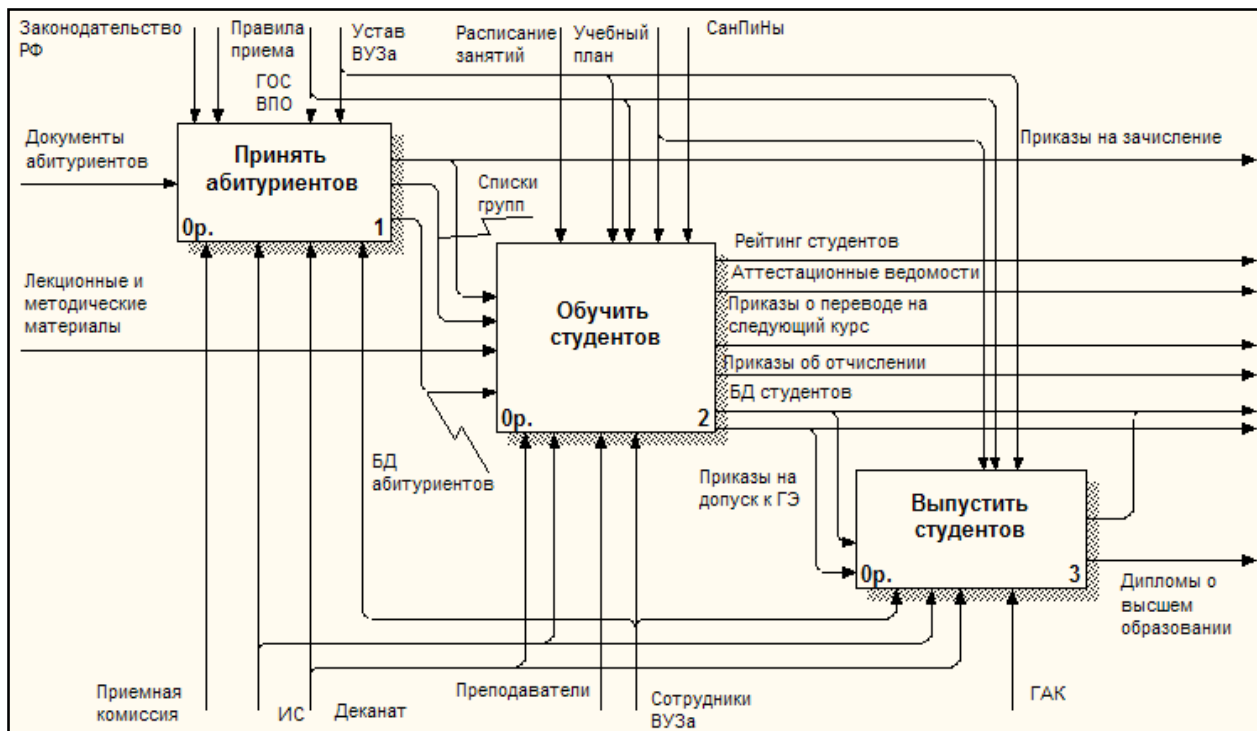 Законодательство
РФ
Правила
приема
Устав
ВУЗа
Расписание
занятий
Учебный
план
СанПиНы
ГОС
ВПО
Документы
абитуриентов
Принять
абитуриентов
0р.
1
Приказы на зачисление
Списки
групп
Лекционные и
методические
материалы
Обучить
студентов
0р.
2
Рейтинг студентов
Аттестационные ведомости
Приказы о переводе на
следующий курс
Приказы об отчислении
БД студентов
БД
абитуриентов
Приказы на
допуск к ГЭ
Выпустить
студентов
0р.
3
Дипломы о
высшем
образовании
Приемная
комиссия
ИС
Деканат
Преподаватели
Сотрудники
ВУЗа
ГАК